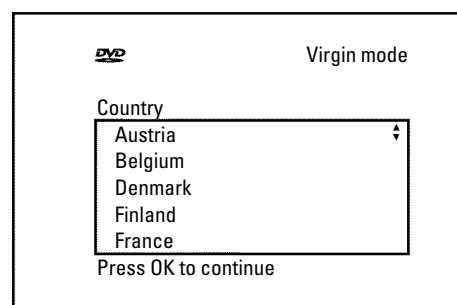 DVD Virgin mode
Country
Austria
Belgium
Denmark
Finland
France
Press OK to continue